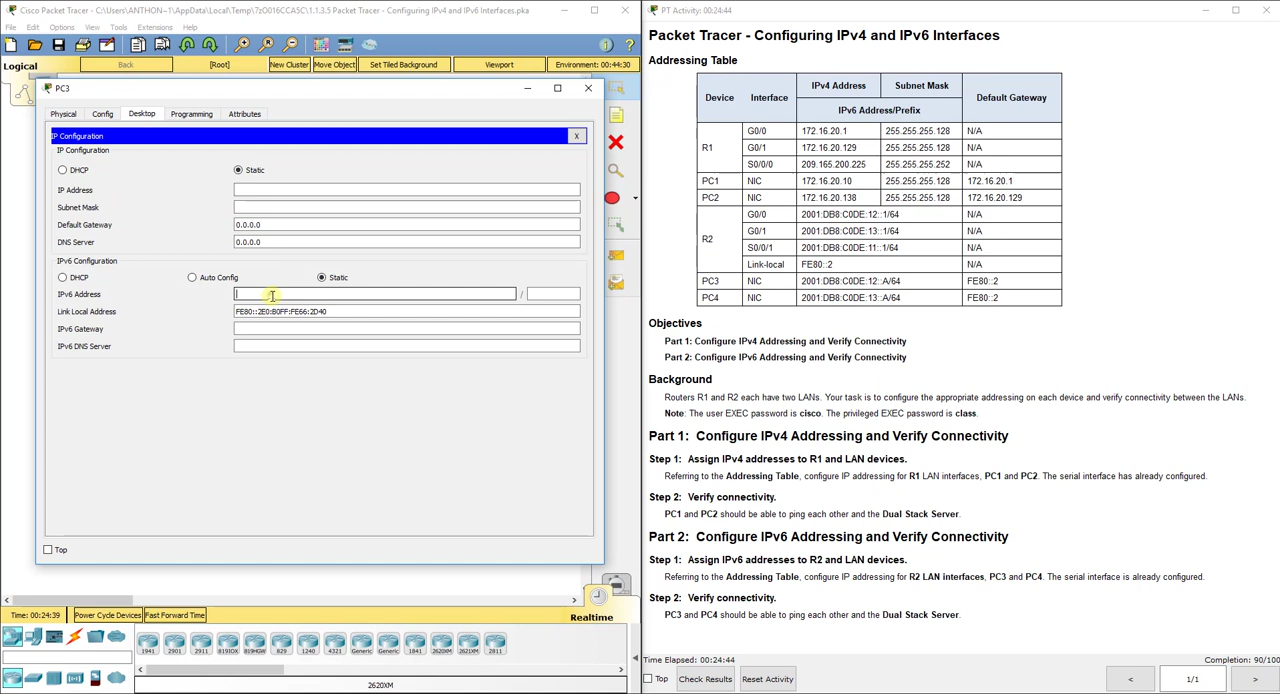 Cisco Packet Tracer - C:\Users\ANTHON~1\AppData\Local\Temp\7zO016CCA5C\1.1.3.5 Packet Tracer - Configuring IPv4 and IPv6 Interfaces.pka
File Edit Options View Tools Extensions Help
Logical Back [Root] New Cluster Move Object Set Tiled Background Viewport Environment: 00:44:30
PC3
Physical Config Desktop Programming Attributes
IP Configuration X
IP Configuration
DHCP Static
IP Address
Subnet Mask
Default Gateway 0.0.0.0
DNS Server 0.0.0.0
IPv6 Configuration
DHCP Auto Config Static
IPv6 Address /
Link Local Address FE80::2E0:B0FF:FE66:2D40
IPv6 Gateway
IPv6 DNS Server
Top
Time: 00:24:39 Power Cycle Devices Fast Forward Time Realtime
1941 2901 2911 819IOX 819HGW 829 1240 4321 Generic Generic 1841 2620XM 2621XM 2811
2620XM
PT Activity: 00:24:44
Packet Tracer - Configuring IPv4 and IPv6 Interfaces
Addressing Table
Device Interface IPv4 Address Subnet Mask Default Gateway
IPv6 Address/Prefix
R1 G0/0 172.16.20.1 255.255.255.128 N/A
G0/1 172.16.20.129 255.255.255.128 N/A
S0/0/0 209.165.200.225 255.255.255.252 N/A
PC1 NIC 172.16.20.10 255.255.255.128 172.16.20.1
PC2 NIC 172.16.20.138 255.255.255.128 172.16.20.129
R2 G0/0 2001:DB8:C0DE:12::1/64 N/A
G0/1 2001:DB8:C0DE:13::1/64 N/A
S0/0/1 2001:DB8:C0DE:11::1/64 N/A
Link-local FE80::2 N/A
PC3 NIC 2001:DB8:C0DE:12::A/64 FE80::2
PC4 NIC 2001:DB8:C0DE:13::A/64 FE80::2
Objectives
Part 1: Configure IPv4 Addressing and Verify Connectivity
Part 2: Configure IPv6 Addressing and Verify Connectivity
Background
Routers R1 and R2 each have two LANs. Your task is to configure the appropriate addressing on each device and verify connectivity between the LANs.
Note: The user EXEC password is cisco. The privileged EXEC password is class.
Part 1: Configure IPv4 Addressing and Verify Connectivity
Step 1: Assign IPv4 addresses to R1 and LAN devices.
Referring to the Addressing Table, configure IP addressing for R1 LAN interfaces, PC1 and PC2. The serial interface has already configured.
Step 2: Verify connectivity.
PC1 and PC2 should be able to ping each other and the Dual Stack Server.
Part 2: Configure IPv6 Addressing and Verify Connectivity
Step 1: Assign IPv6 addresses to R2 and LAN devices.
Referring to the Addressing Table, configure IP addressing for R2 LAN interfaces, PC3 and PC4. The serial interface is already configured.
Step 2: Verify connectivity.
PC3 and PC4 should be able to ping each other and the Dual Stack Server.
Time Elapsed: 00:24:44 Completion: 90/100
Top Check Results Reset Activity < 1/1 >